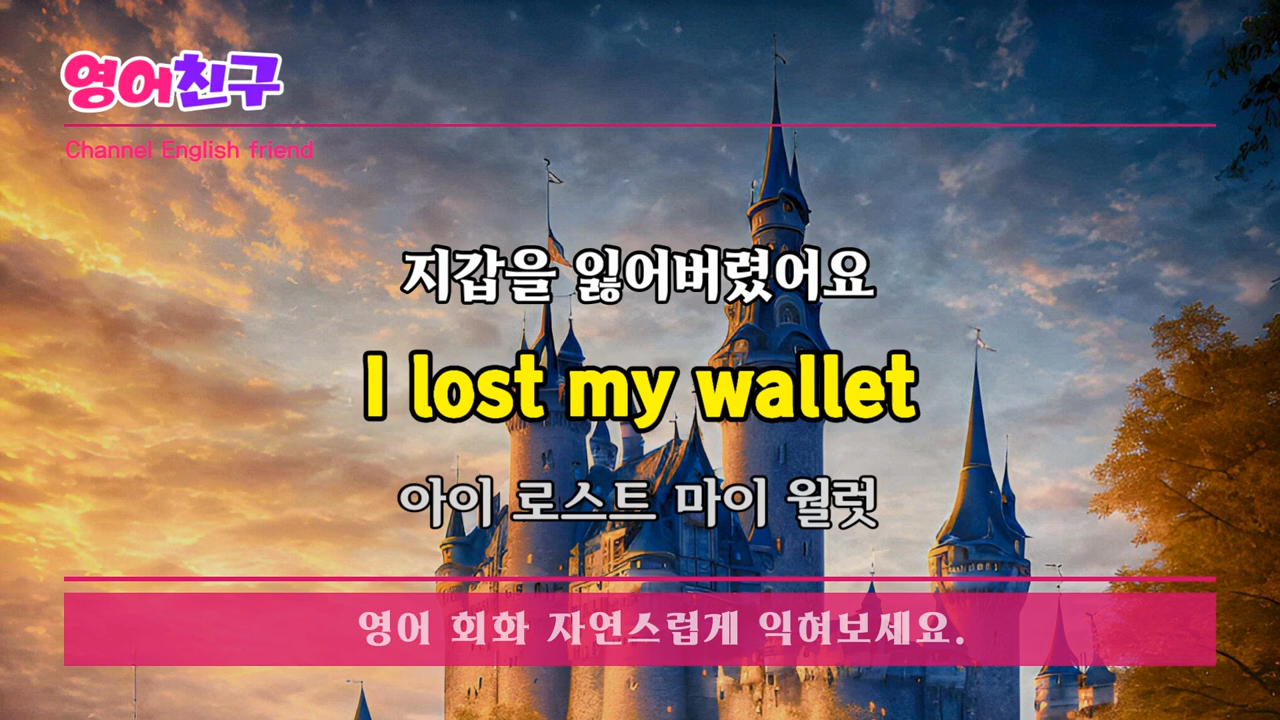 영어친구
Channel English friend
지갑을 잃어버렸어요
I lost my wallet
아이 로스트 마이 월럿
영어 회화 자연스럽게 익혀보세요.